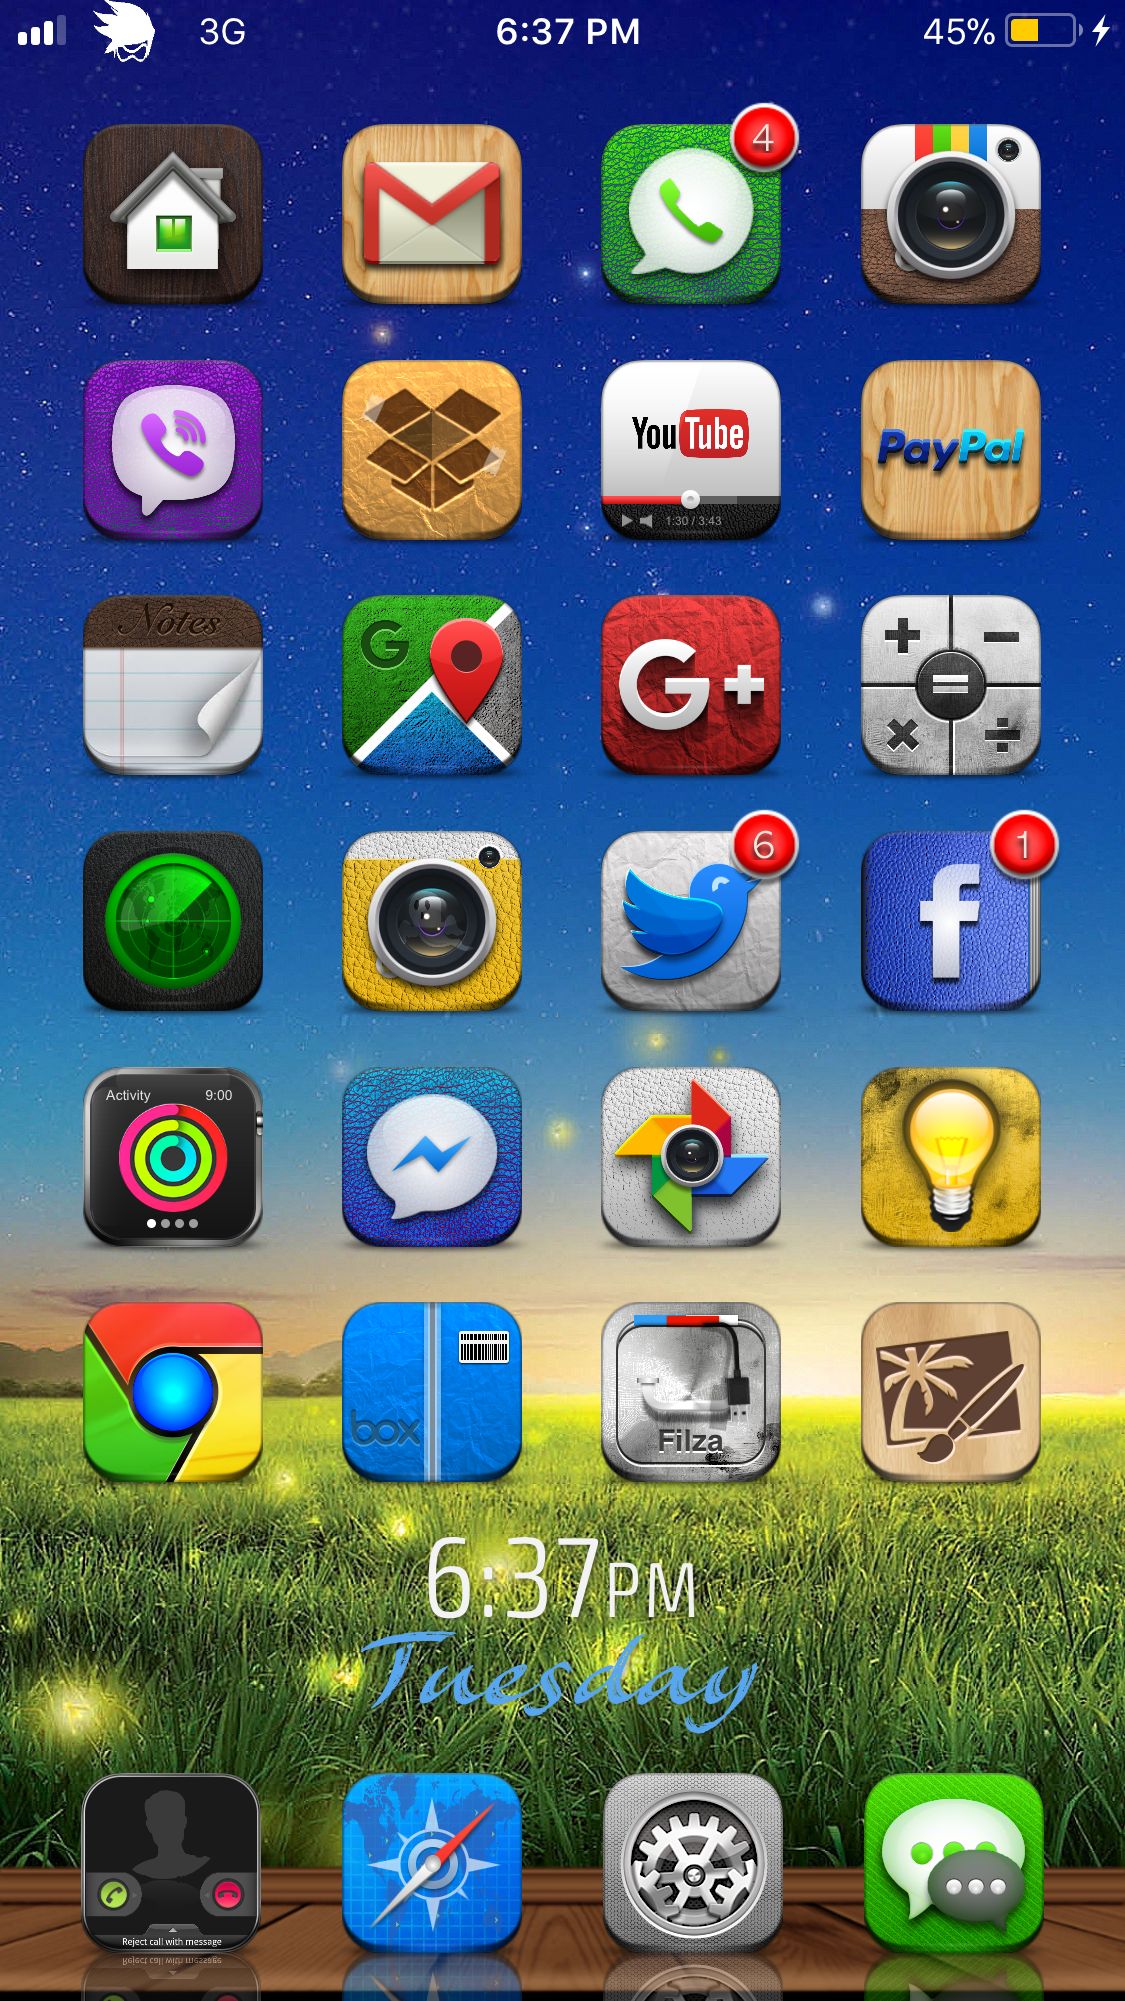 3G
6:37 PM
45%
4
YouTube
1:30 / 3:43
PayPal
Notes
G
G+
6
1
f
Activity
9:00
box
Filza
6:37PM
Tuesday
Reject call with message